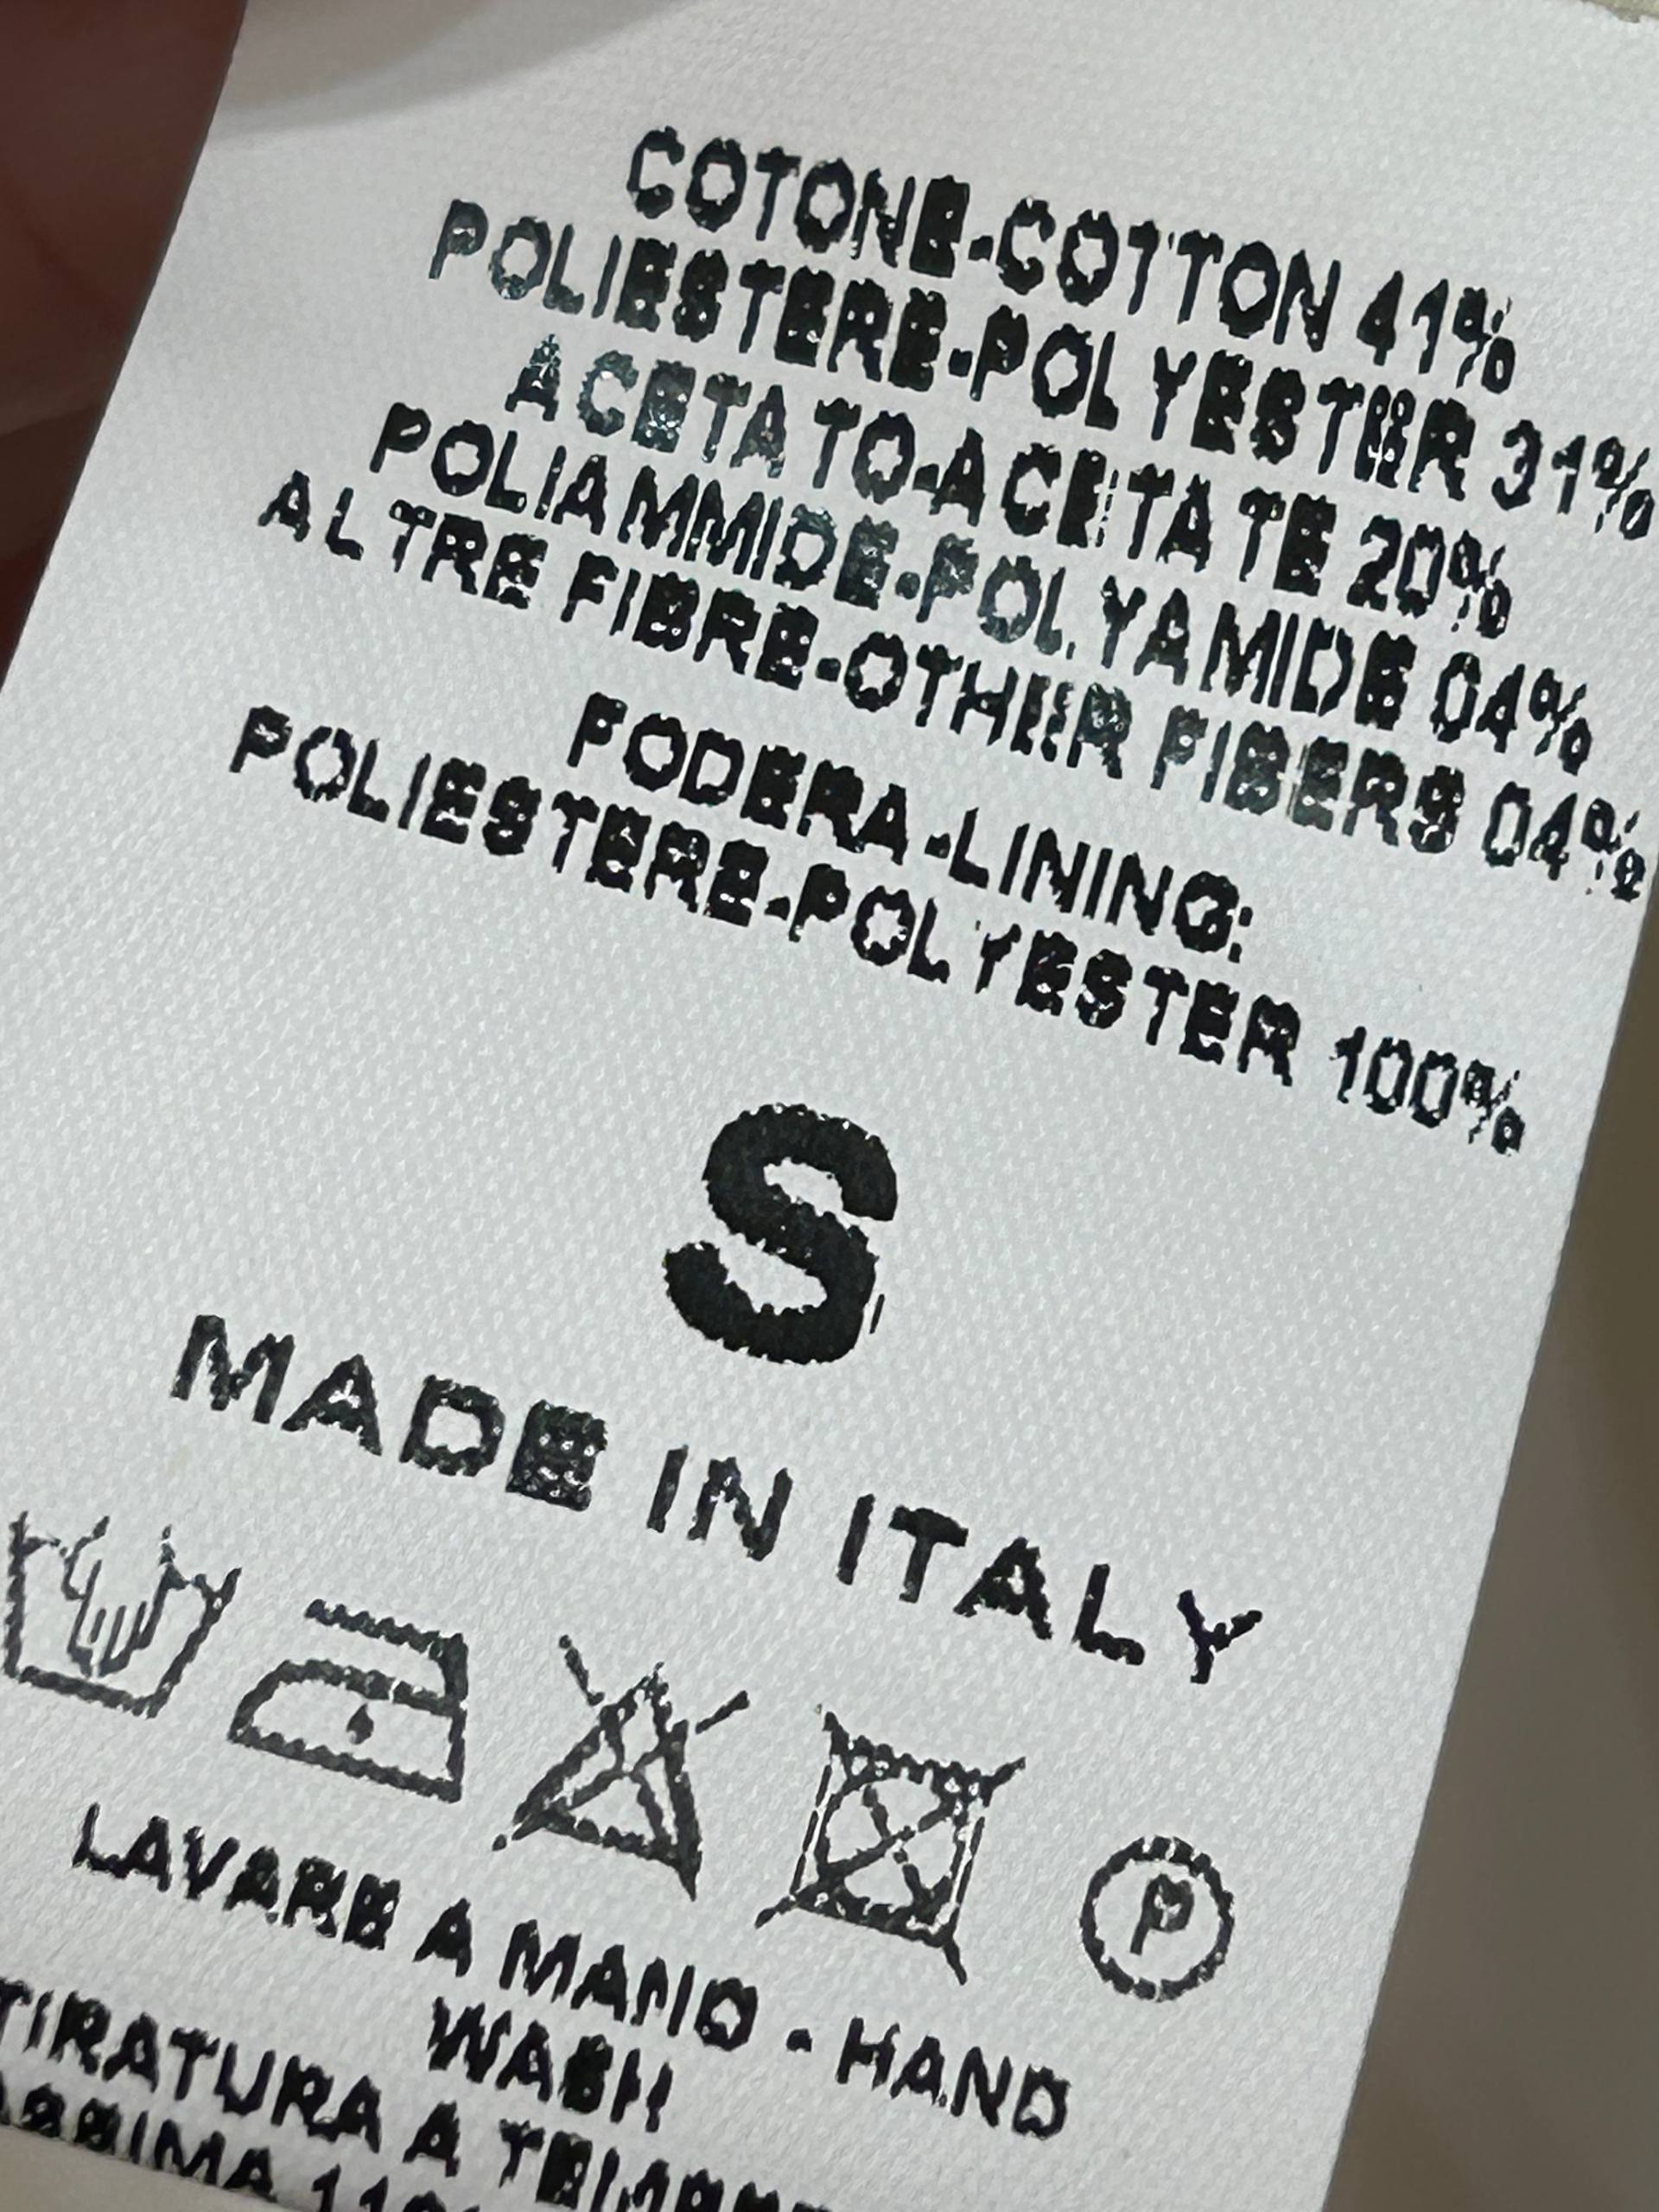 COTONE-COTTON 41%
POLIESTERE-POLYESTER 31%
ACETATO-ACETATE 20%
POLIAMMIDE-POLYAMIDE 04%
ALTRE FIBRE-OTHER FIBERS 04%
FODERA-LINING:
POLIESTERE-POLYESTER 100%
S
MADE IN ITALY
P
LAVARE A MANO - HAND
WASH
TIRATURA A